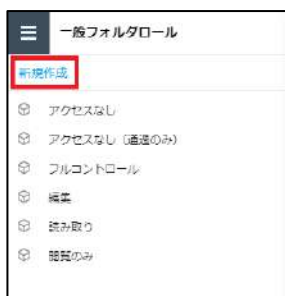 一般フォルダロール
新規作成
アクセスなし
アクセスなし（通過のみ）
フルコントロール
編集
読み取り
閲覧のみ